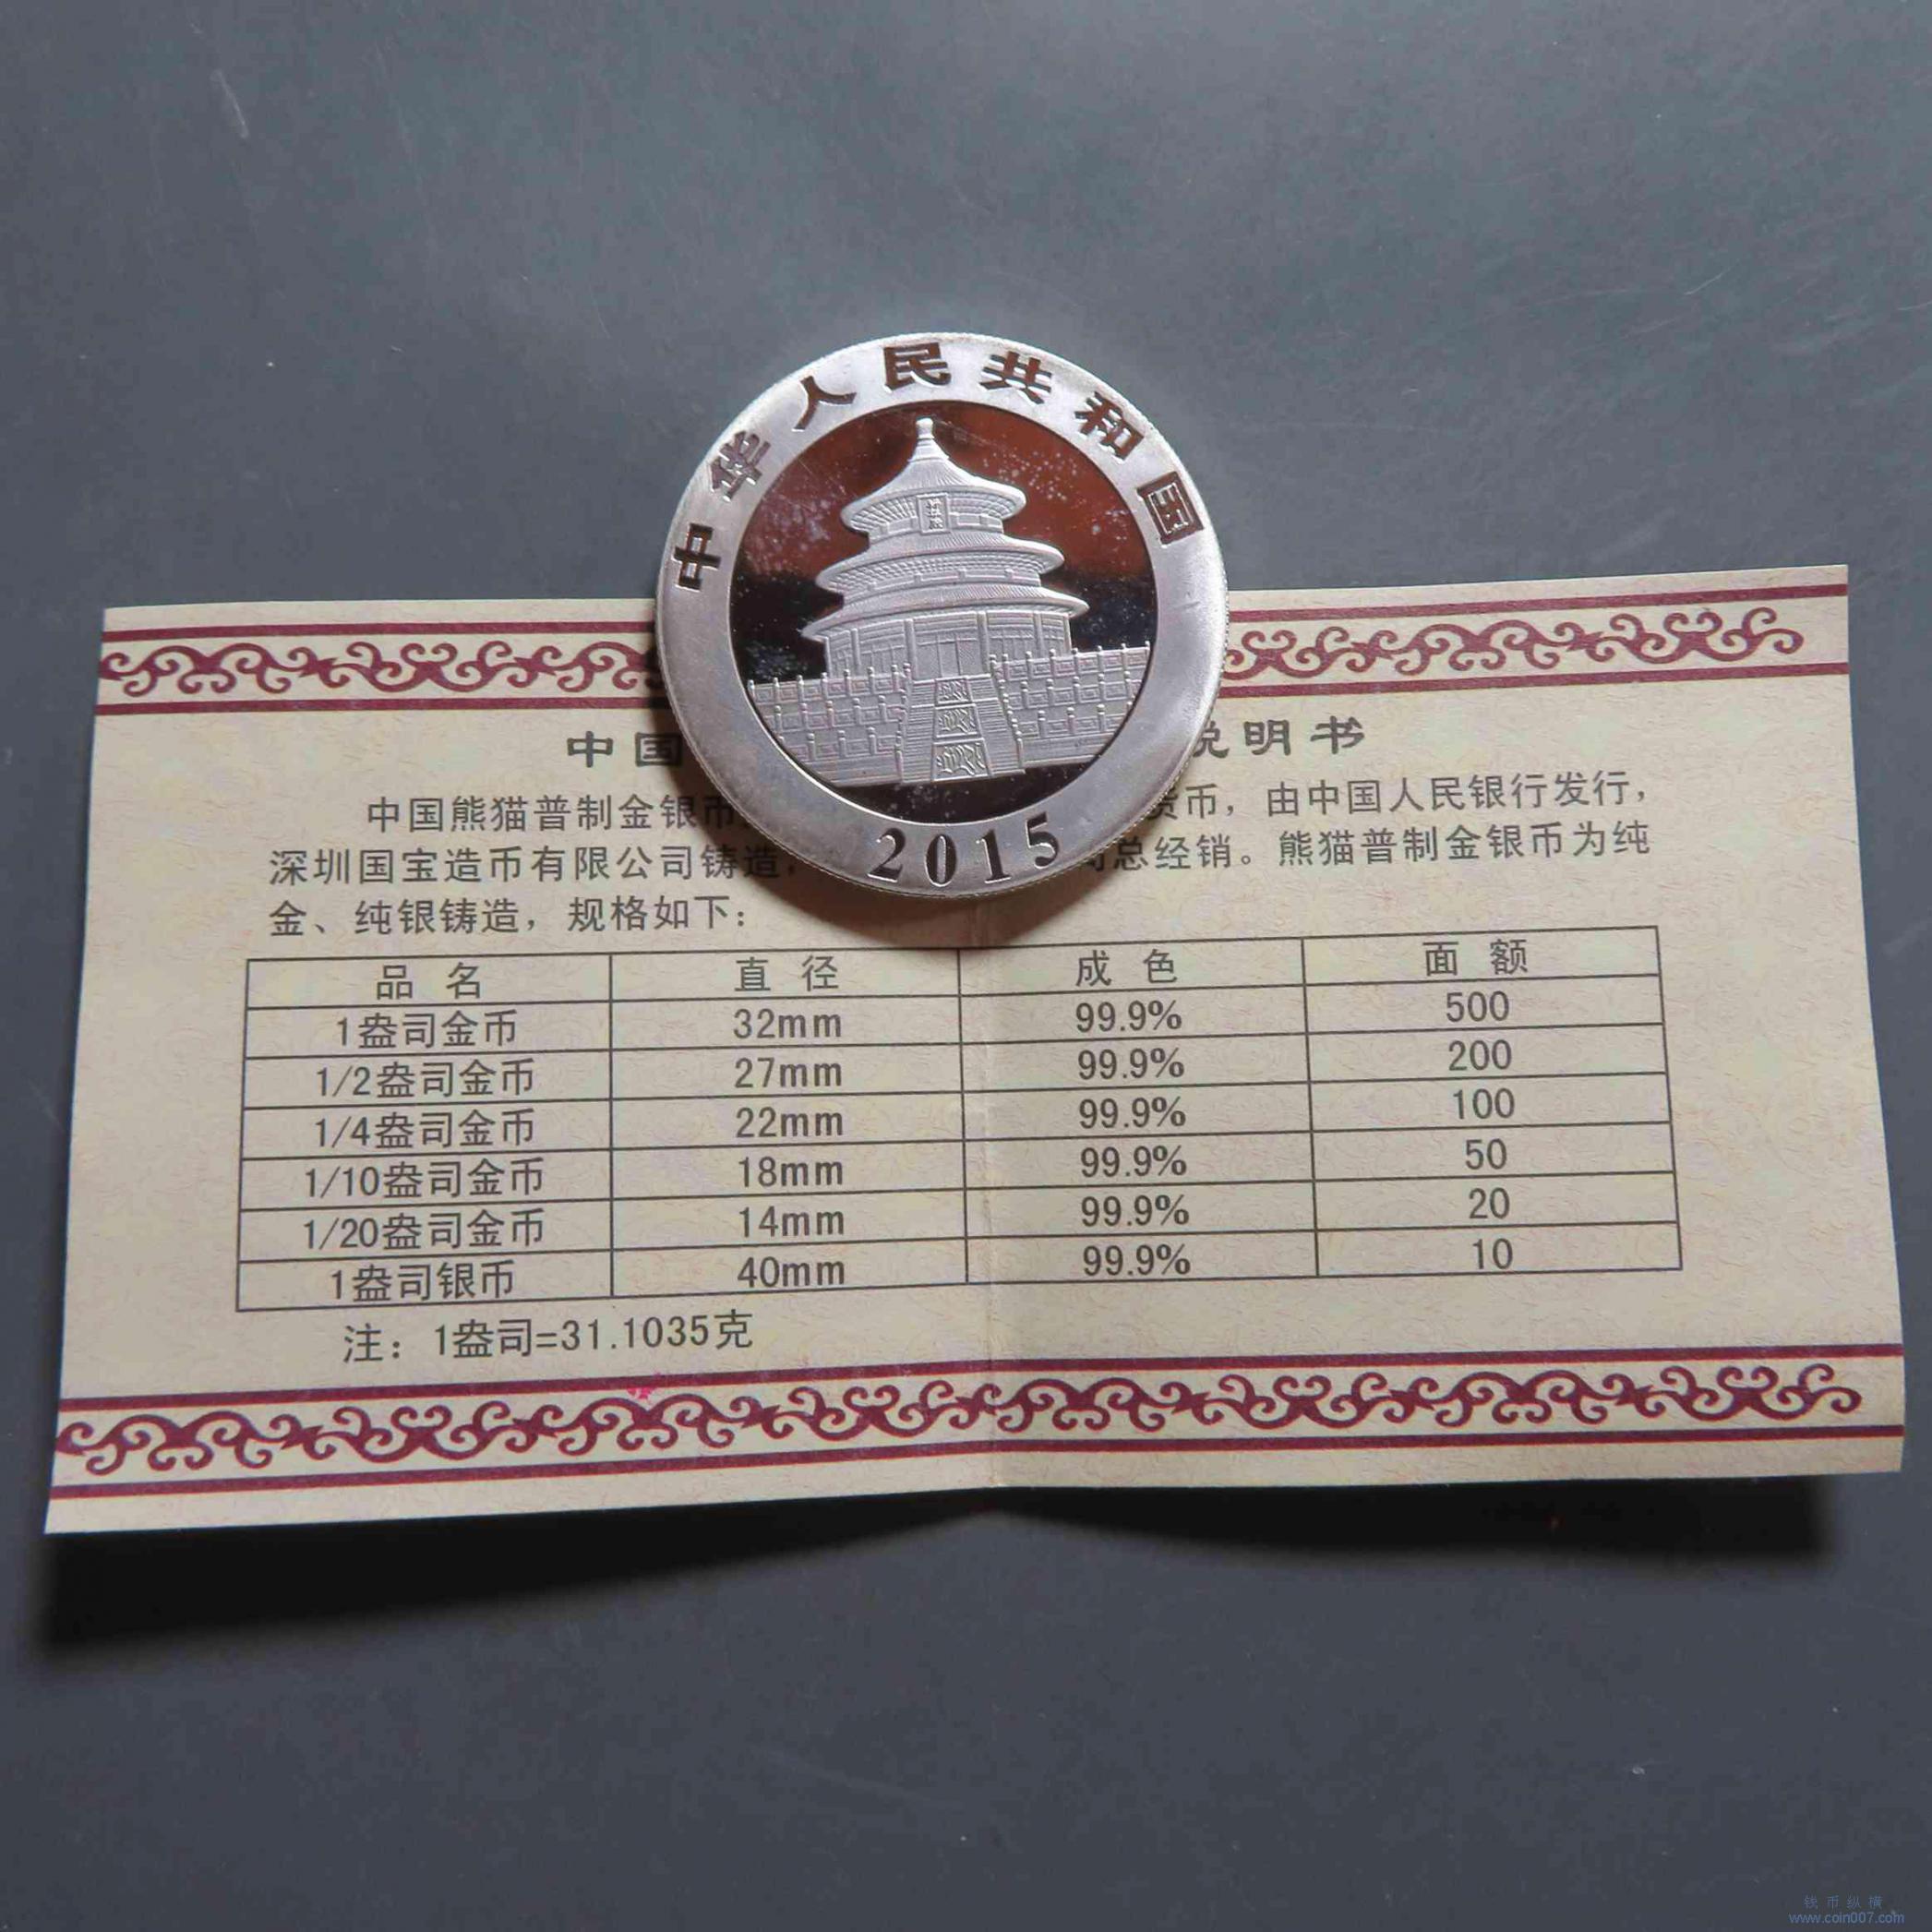 中华人民共和国
2015
中国 说明书
中国熊猫普制金银币 货币，由中国人民银行发行，
深圳国宝造币有限公司铸造， 司总经销。熊猫普制金银币为纯
金、纯银铸造，规格如下：
品名 直径 成色 面额
1盎司金币 32mm 99.9% 500
1/2盎司金币 27mm 99.9% 200
1/4盎司金币 22mm 99.9% 100
1/10盎司金币 18mm 99.9% 50
1/20盎司金币 14mm 99.9% 20
1盎司银币 40mm 99.9% 10
注：1盎司=31.1035克
钱币纵横
www.coin007.com